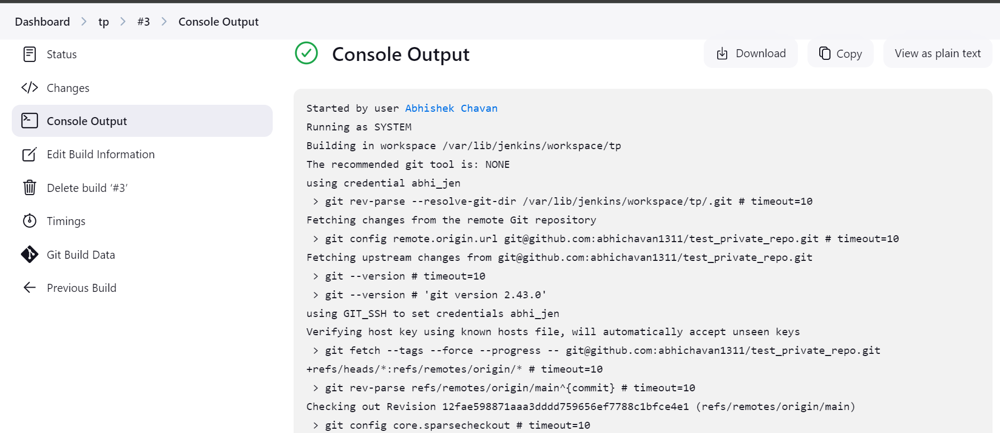 Dashboard > tp > #3 > Console Output
Status
Changes
Console Output
Edit Build Information
Delete build ‘#3’
Timings
Git Build Data
Previous Build
Console Output
Download
Copy
View as plain text
Started by user Abhishek Chavan
Running as SYSTEM
Building in workspace /var/lib/jenkins/workspace/tp
The recommended git tool is: NONE
using credential abhi_jen
 > git rev-parse --resolve-git-dir /var/lib/jenkins/workspace/tp/.git # timeout=10
Fetching changes from the remote Git repository
 > git config remote.origin.url git@github.com:abhichavan1311/test_private_repo.git # timeout=10
Fetching upstream changes from git@github.com:abhichavan1311/test_private_repo.git
 > git --version # timeout=10
 > git --version # 'git version 2.43.0'
using GIT_SSH to set credentials abhi_jen
Verifying host key using known hosts file, will automatically accept unseen keys
 > git fetch --tags --force --progress -- git@github.com:abhichavan1311/test_private_repo.git
+refs/heads/*:refs/remotes/origin/* # timeout=10
 > git rev-parse refs/remotes/origin/main^{commit} # timeout=10
Checking out Revision 12fae598871aaa3dddd759656ef7788c1bfce4e1 (refs/remotes/origin/main)
 > git config core.sparsecheckout # timeout=10